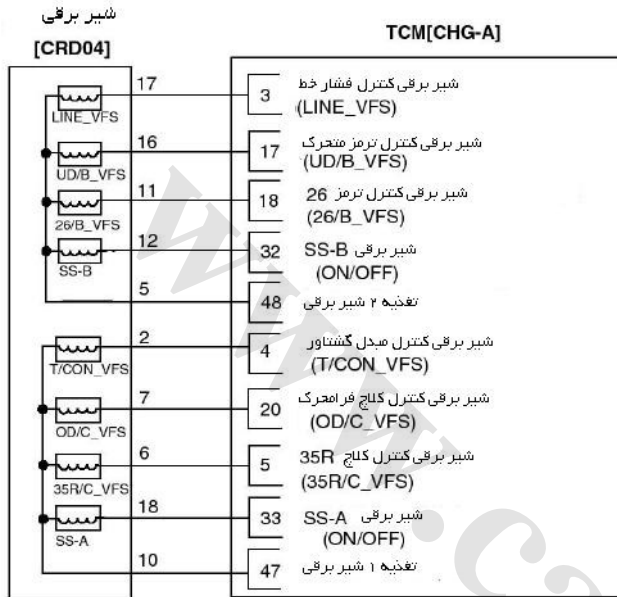 شیر برقی
[CRD04]
TCM[CHG-A]
LINE_VFS
17
3
شیر برقی کنترل فشار خط
(LINE_VFS)
UD/B_VFS
16
17
شیر برقی کنترل ترمز متحرک
(UD/B_VFS)
26/B_VFS
11
18
شیر برقی کنترل ترمز 26
(26/B_VFS)
SS-B
12
32
شیر برقی SS-B
(ON/OFF)
5
48
تغذیه ۲ شیر برقی
T/CON_VFS
2
4
شیر برقی کنترل مبدل گشتاور
(T/CON_VFS)
OD/C_VFS
7
20
شیر برقی کنترل کلاچ فرامحرک
(OD/C_VFS)
35R/C_VFS
6
5
شیر برقی کنترل کلاچ 35R
(35R/C_VFS)
SS-A
18
33
شیر برقی SS-A
(ON/OFF)
10
47
تغذیه ۱ شیر برقی
www.ca